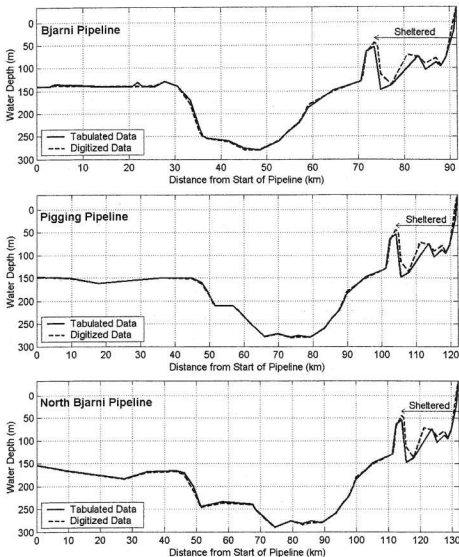 Bjarni Pipeline
Sheltered
Water Depth (m)
0
50
100
150
200
250
300
Tabulated Data
Digitized Data
0 10 20 30 40 50 60 70 80 90
Distance from Start of Pipeline (km)
Pigging Pipeline
Sheltered
Water Depth (m)
0
50
100
150
200
250
300
Tabulated Data
Digitized Data
0 10 20 30 40 50 60 70 80 90 100 110 120
Distance from Start of Pipeline (km)
North Bjarni Pipeline
Sheltered
Water Depth (m)
0
50
100
150
200
250
300
Tabulated Data
Digitized Data
0 10 20 30 40 50 60 70 80 90 100 110 120 130
Distance from Start of Pipeline (km)